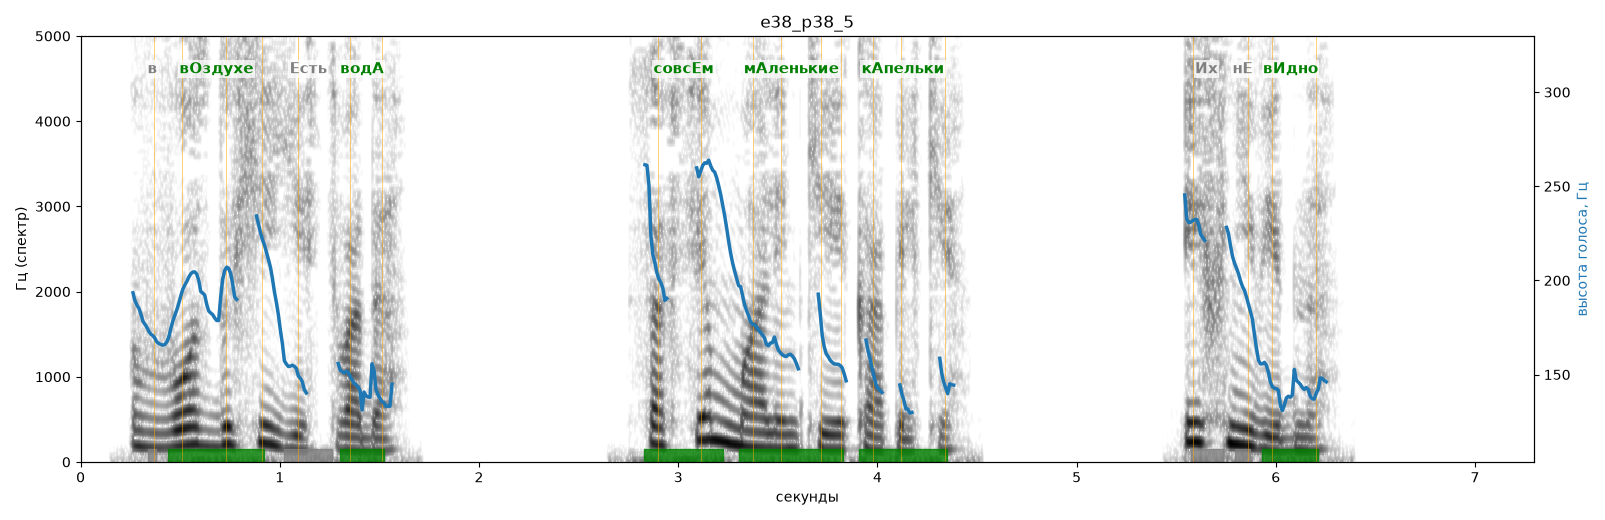 e38_p38_5
5000
4000
3000
2000
1000
0
Гц (спектр)
в вОздухе Есть водА совсЕм мАленькие кАпельки Их нЕ вИдно
300
250
200
150
высота голоса, Гц
0 1 2 3 4 5 6 7
секунды